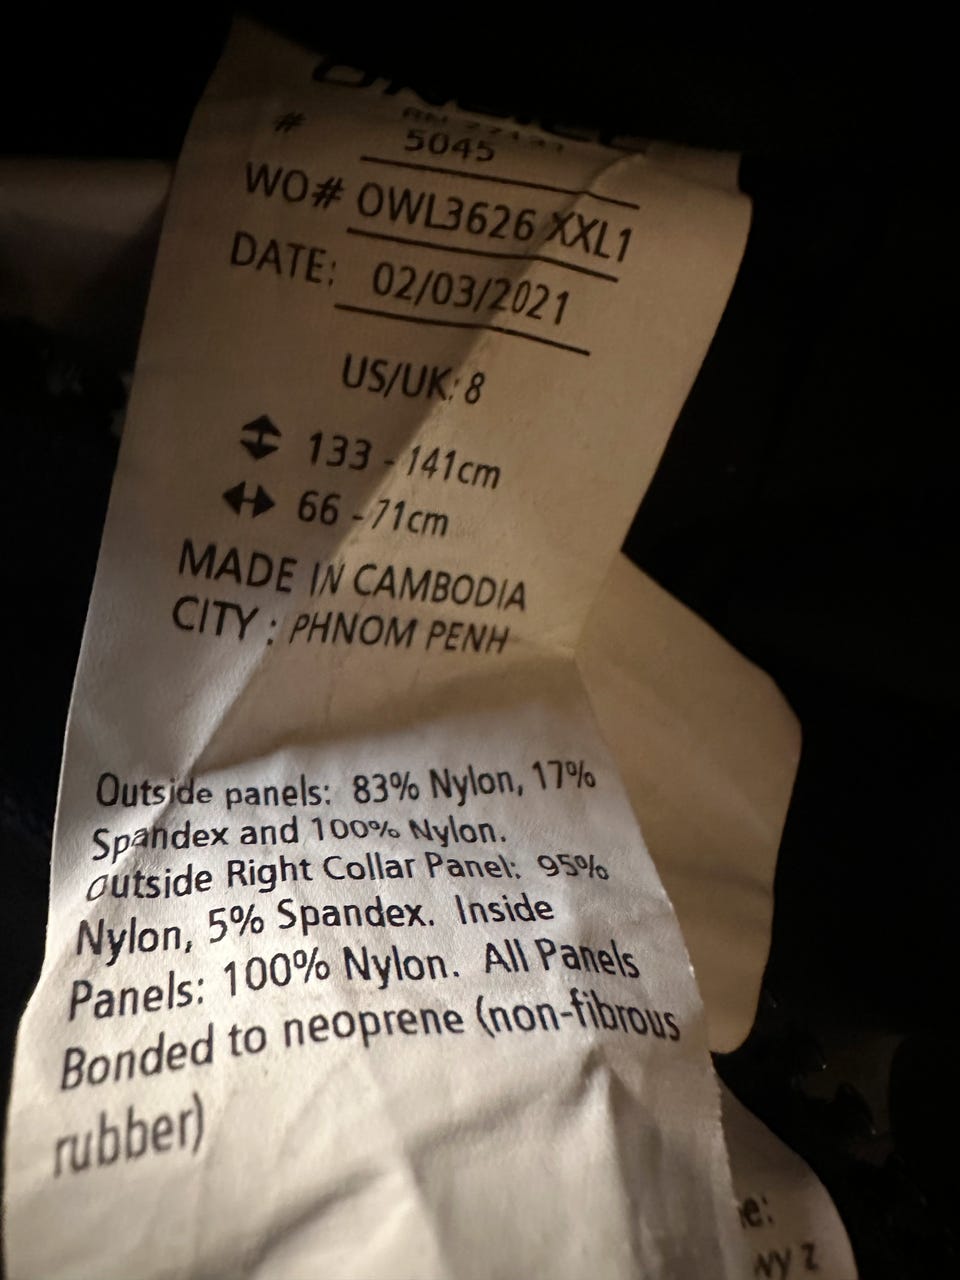 O'NEILL
# 5045
WO# OWL3626 XXL1
DATE: 02/03/2021
US/UK: 8
133 - 141cm
66 - 71cm
MADE IN CAMBODIA
CITY : PHNOM PENH
Outside panels: 83% Nylon, 17%
Spandex and 100% Nylon.
Outside Right Collar Panel: 95%
Nylon, 5% Spandex. Inside
Panels: 100% Nylon. All Panels
Bonded to neoprene (non-fibrous
rubber)